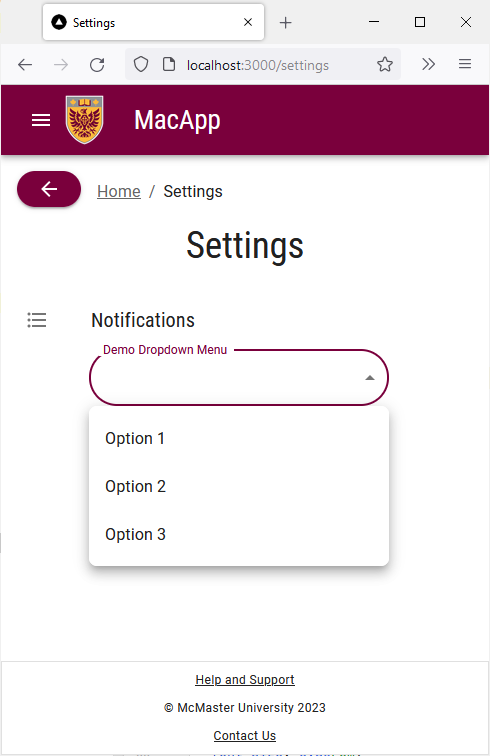 Settings
localhost:3000/settings
MacApp
Home / Settings
Settings
Notifications
Demo Dropdown Menu
Option 1
Option 2
Option 3
Help and Support
© McMaster University 2023
Contact Us